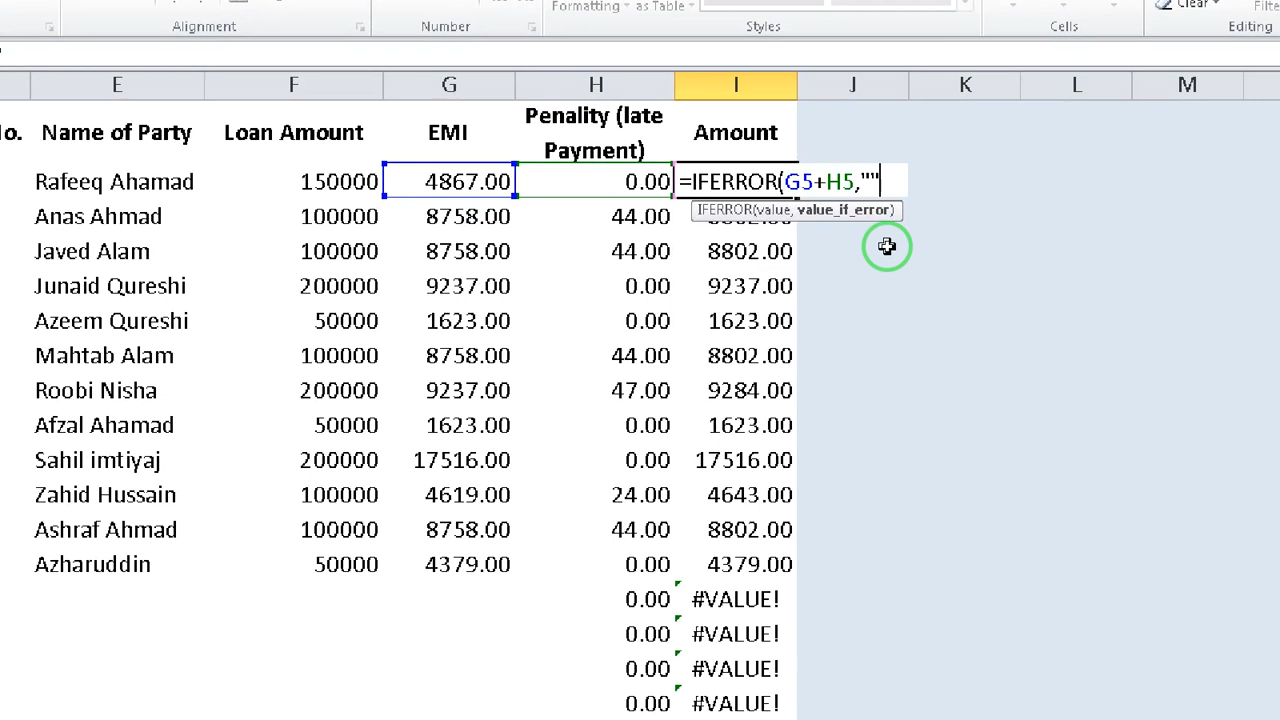 Formatting as Table Clear Filte
Alignment Number Styles Cells Editing
E F G H I J K L M
o. Name of Party Loan Amount EMI Penality (late Payment) Amount
Rafeeq Ahamad 150000 4867.00 0.00 =IFERROR(G5+H5,""
IFERROR(value, value_if_error)
Anas Ahmad 100000 8758.00 44.00
Javed Alam 100000 8758.00 44.00 8802.00
Junaid Qureshi 200000 9237.00 0.00 9237.00
Azeem Qureshi 50000 1623.00 0.00 1623.00
Mahtab Alam 100000 8758.00 44.00 8802.00
Roobi Nisha 200000 9237.00 47.00 9284.00
Afzal Ahamad 50000 1623.00 0.00 1623.00
Sahil imtiyaj 200000 17516.00 0.00 17516.00
Zahid Hussain 100000 4619.00 24.00 4643.00
Ashraf Ahmad 100000 8758.00 44.00 8802.00
Azharuddin 50000 4379.00 0.00 4379.00
0.00 #VALUE!
0.00 #VALUE!
0.00 #VALUE!
0.00 #VALUE!